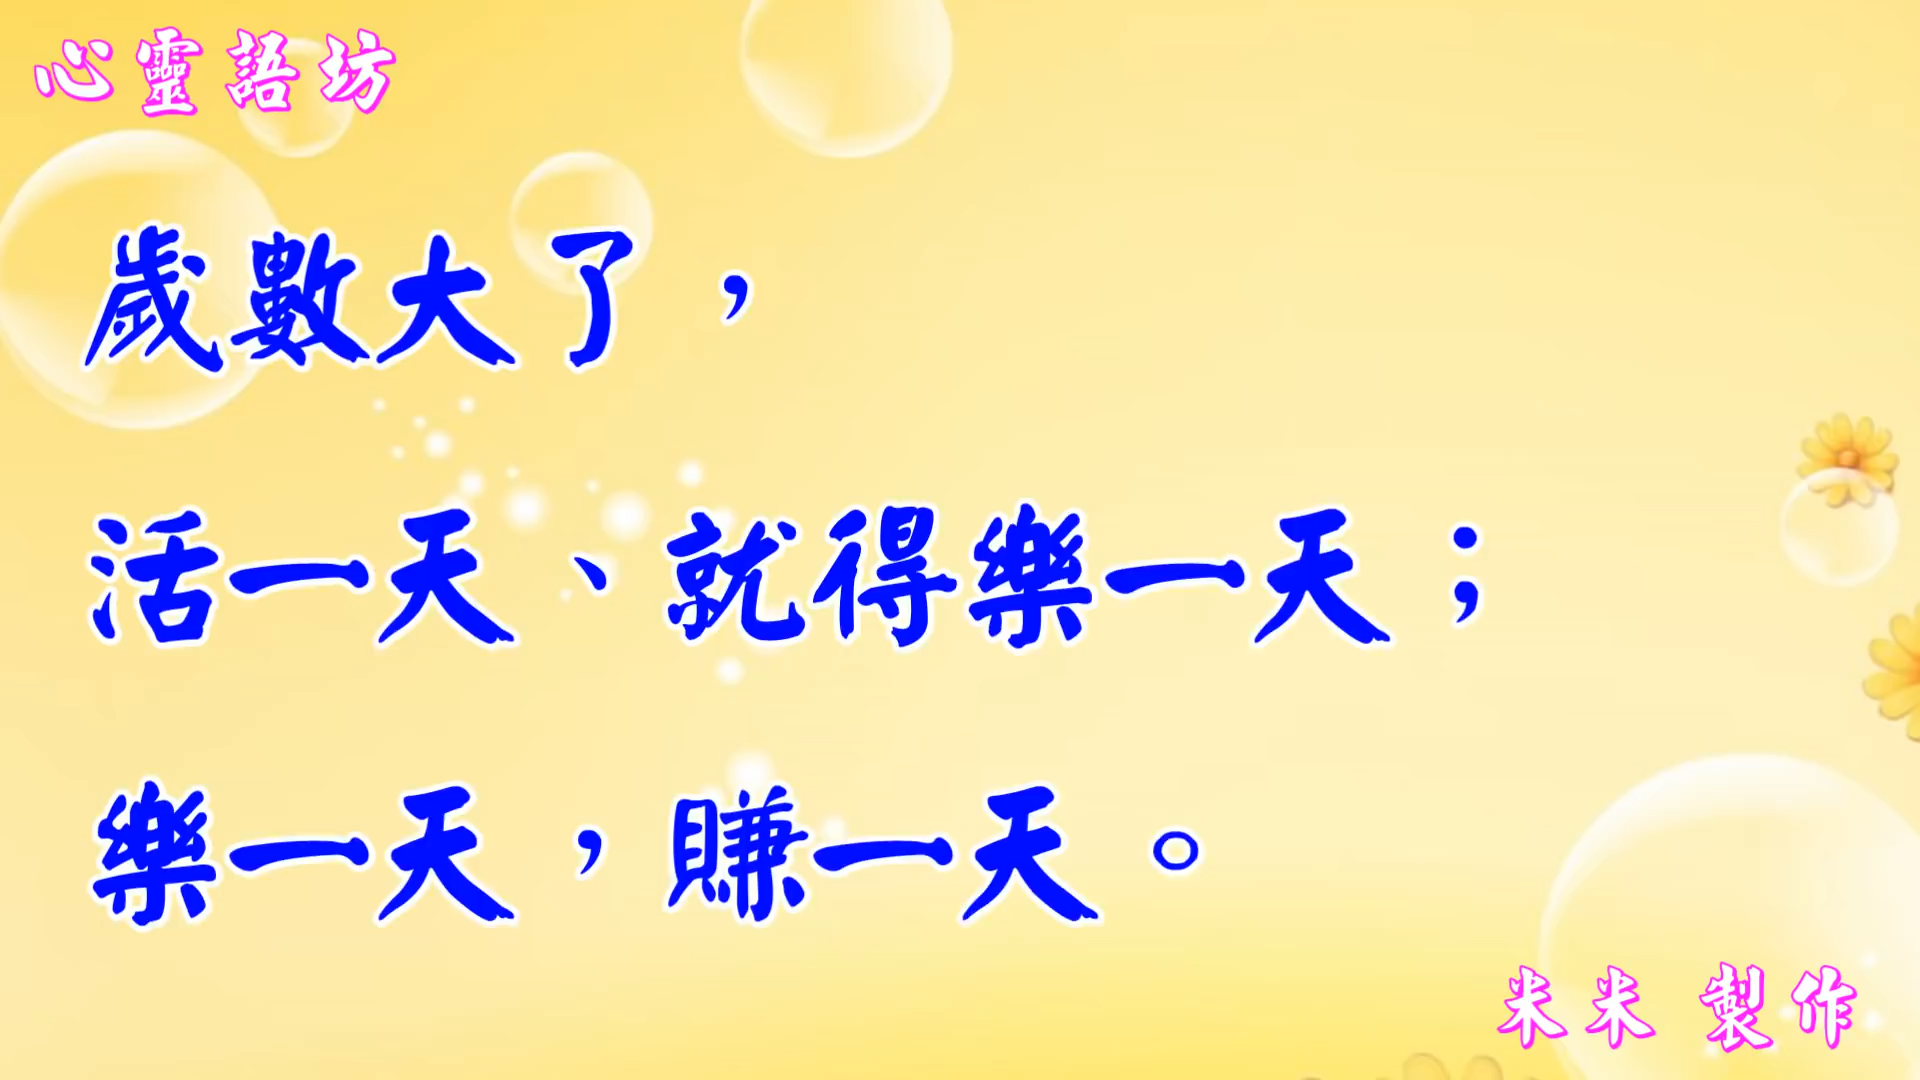 心靈語坊
歲數大了，
活一天、就得樂一天；
樂一天，賺一天。
米米 製作